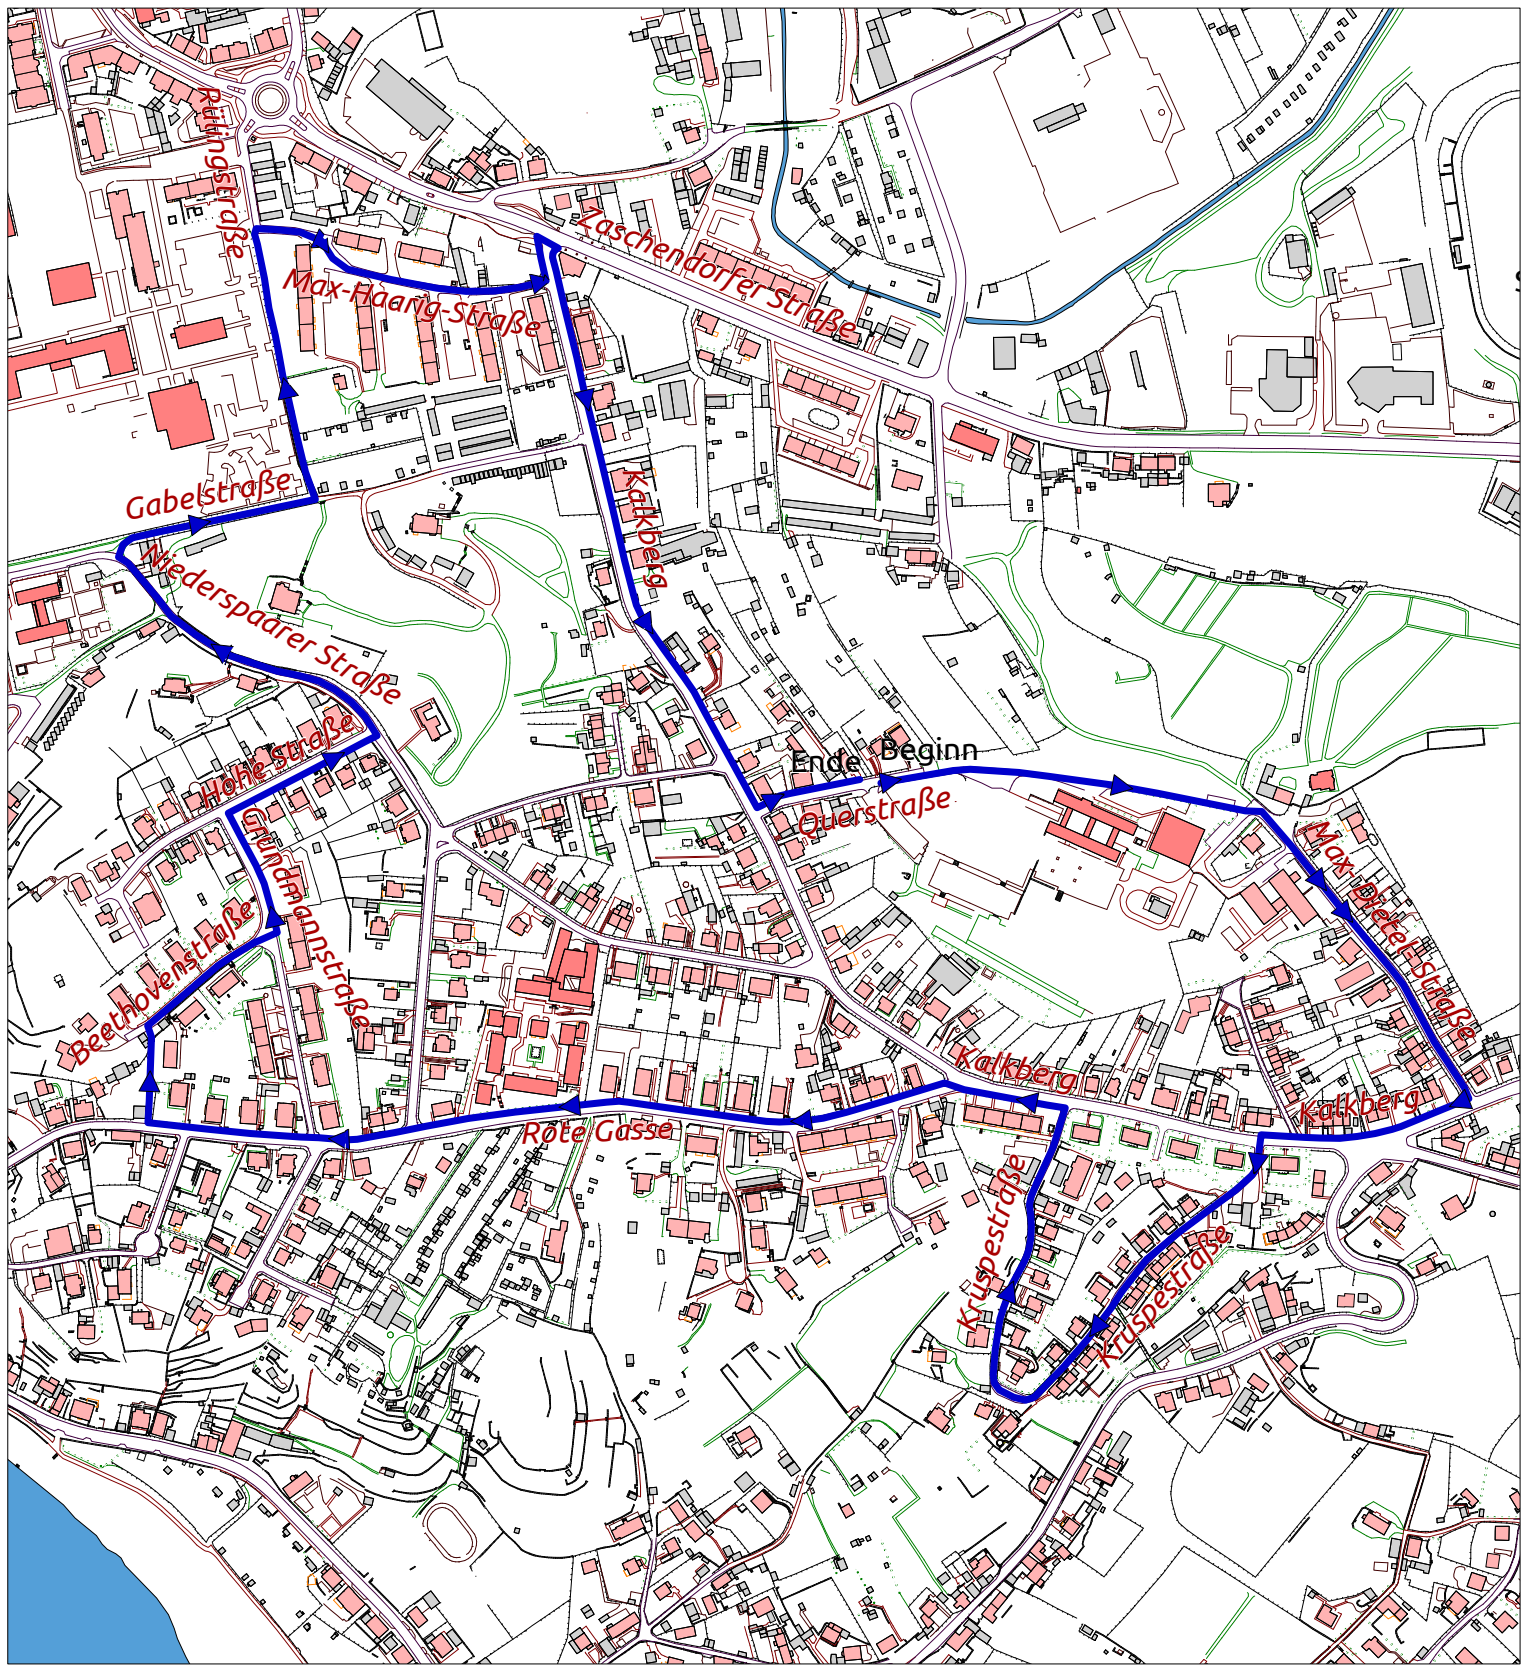 Rülingstraße
Zaschendorfer Straße
Max-Haarig-Straße
Gabelstraße
Kalkberg
Niederspaarer Straße
Hohe Straße
Ende
Beginn
Querstraße
Grundmannstraße
Max-Dietel-Straße
Beethovenstraße
Kalkberg
Kalkberg
Rote Gasse
Kruspestraße
Kruspestraße